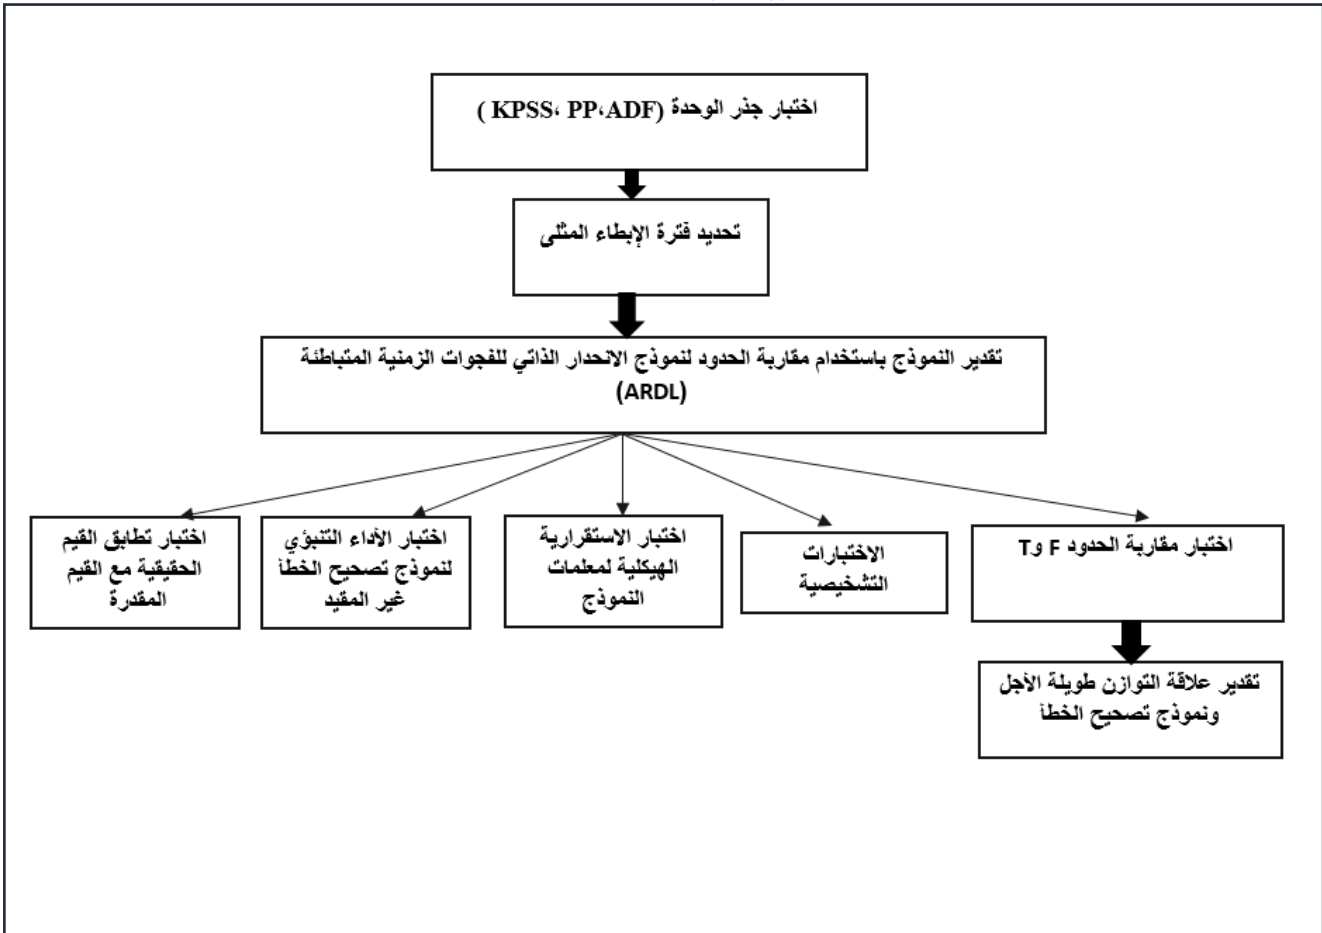 اختبار جذر الوحدة (KPSS، PP،ADF )
تحديد فترة الإبطاء المثلى
تقدير النموذج باستخدام مقاربة الحدود لنموذج الانحدار الذاتي للفجوات الزمنية المتباطئة
(ARDL)
اختبار مقاربة الحدود F وT
تقدير علاقة التوازن طويلة الأجل
ونموذج تصحيح الخطأ
الاختبارات
التشخيصية
اختبار الاستقرارية
الهيكلية لمعلمات
النموذج
اختبار الأداء التنبؤي
لنموذج تصحيح الخطأ
غير المقيد
اختبار تطابق القيم
الحقيقية مع القيم
المقدرة